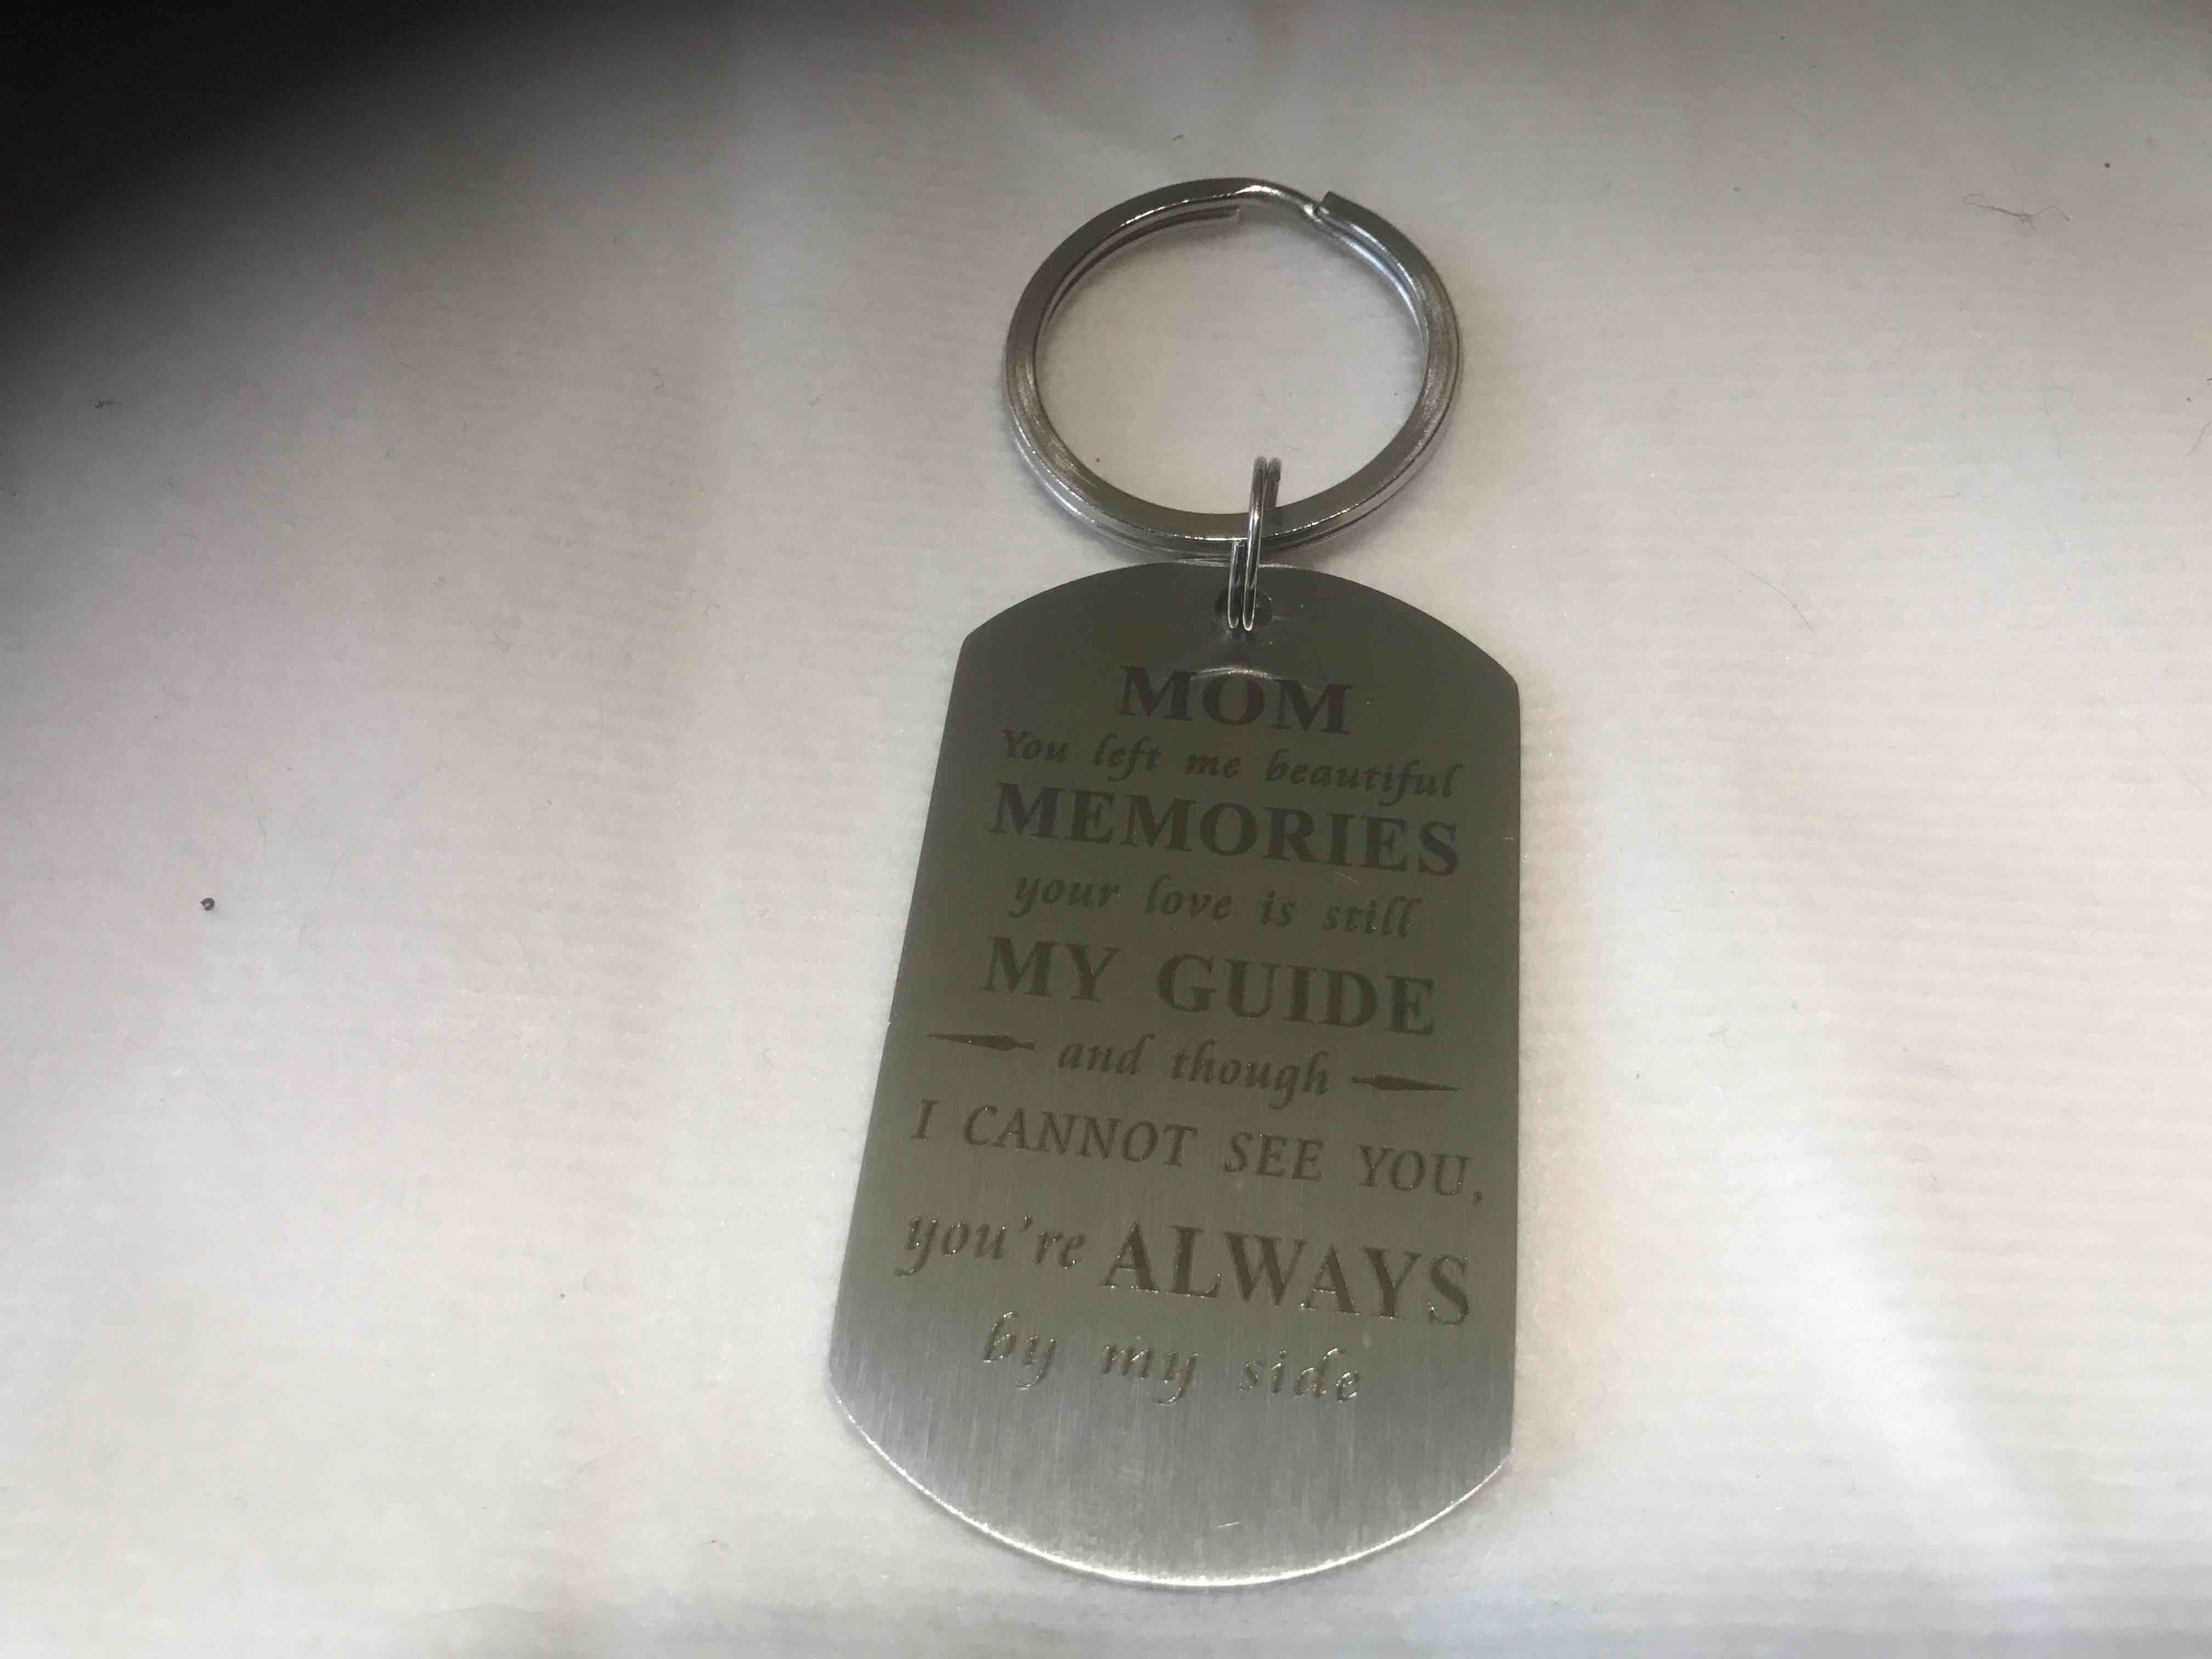 MOM
You left me beautiful
MEMORIES
your love is still
MY GUIDE
and though
I CANNOT SEE YOU,
you're ALWAYS
by my side